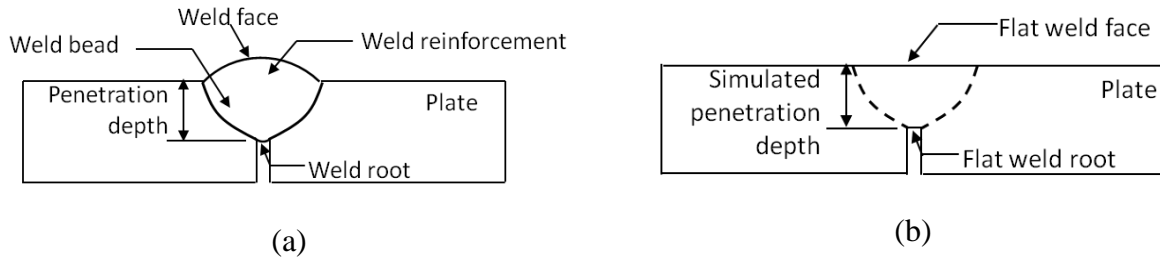 Weld face
Weld bead
Weld reinforcement
Penetration
depth
Plate
Weld root
(a)
Flat weld face
Simulated
penetration
depth
Plate
Flat weld root
(b)